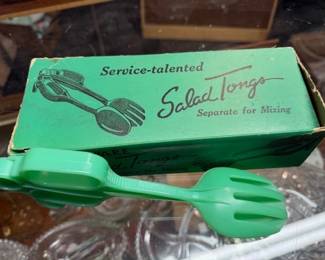 Service-talented
Salad Tongs
Separate for Mixing